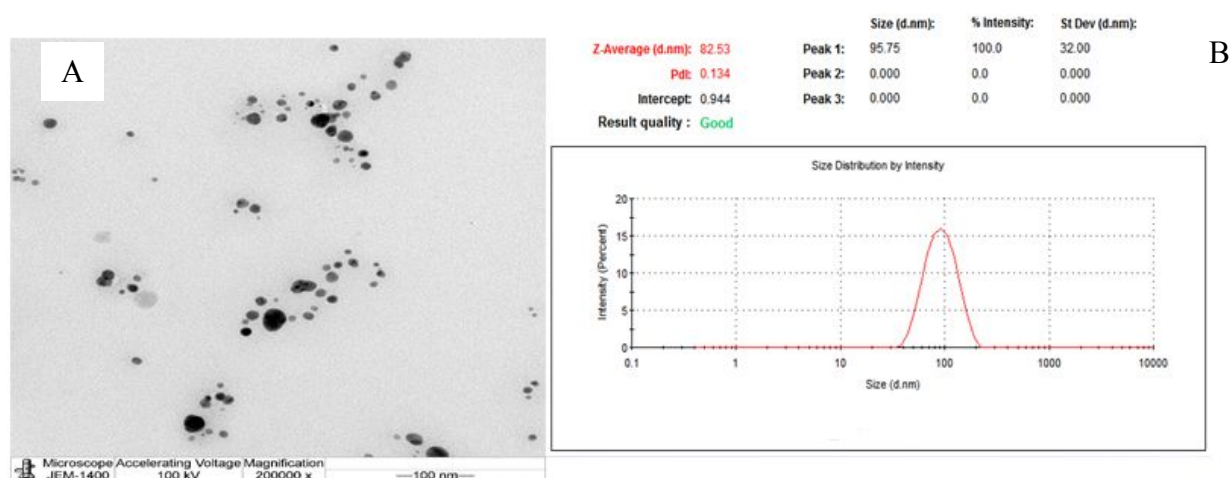 A
Microscope Accelerating Voltage Magnification
JEM-1400 100 kV 200000 x 100 nm
B
Size (d.nm): % Intensity: St Dev (d.nm):
Z-Average (d.nm): 82.53 Peak 1: 95.75 100.0 32.00
PdI: 0.134 Peak 2: 0.000 0.0 0.000
Intercept: 0.944 Peak 3: 0.000 0.0 0.000
Result quality : Good
Size Distribution by Intensity
Intensity (Percent)
20
15
10
5
0
0.1 1 10 100 1000 10000
Size (d.nm)